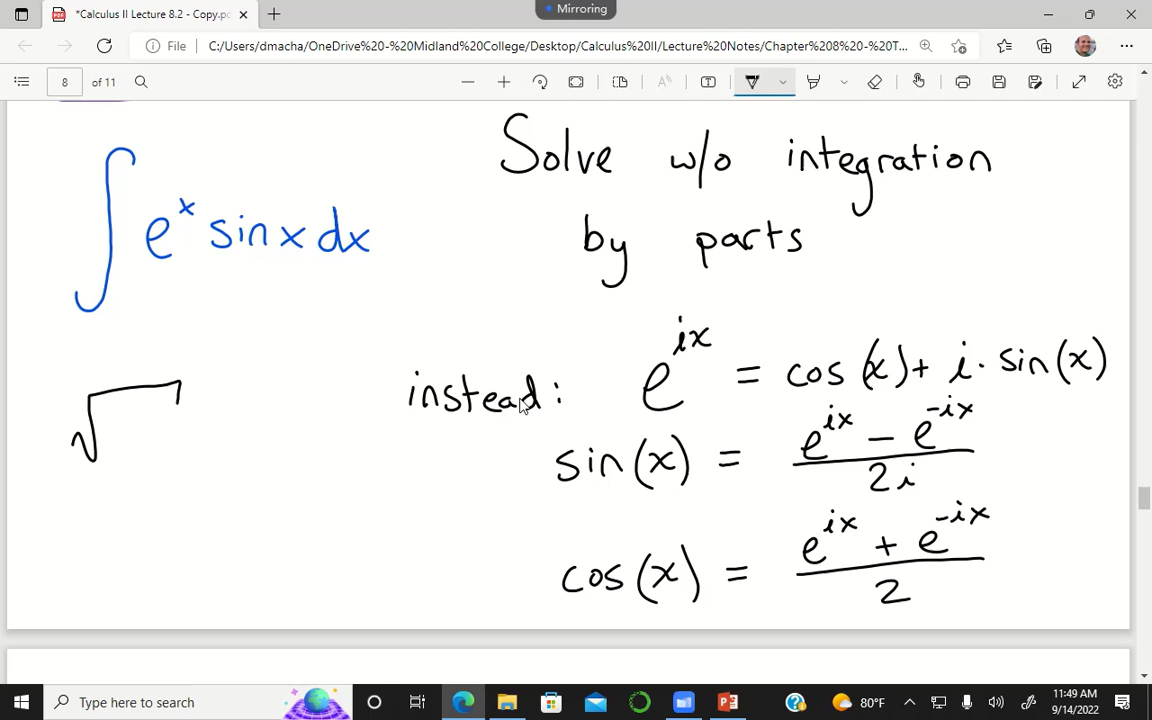 Mirroring
*Calculus II Lecture 8.2 - Copy.pc
File C:/Users/dmacha/OneDrive%20-%20Midland%20College/Desktop/Calculus%20II/Lecture%20Notes/Chapter%208%20-%20T...
8 of 11
∫ e^x sin x dx
Solve w/o integration
by parts
instead: e^{ix} = cos(x) + i · sin(x)
√
sin(x) = (e^{ix} - e^{-ix}) / 2i
cos(x) = (e^{ix} + e^{-ix}) / 2
Type here to search
80°F
11:49 AM
9/14/2022